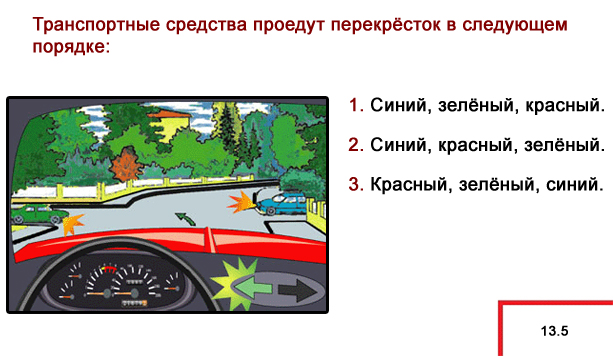 Транспортные средства проедут перекрёсток в следующем
порядке:
1. Синий, зелёный, красный.
2. Синий, красный, зелёный.
3. Красный, зелёный, синий.
13.5